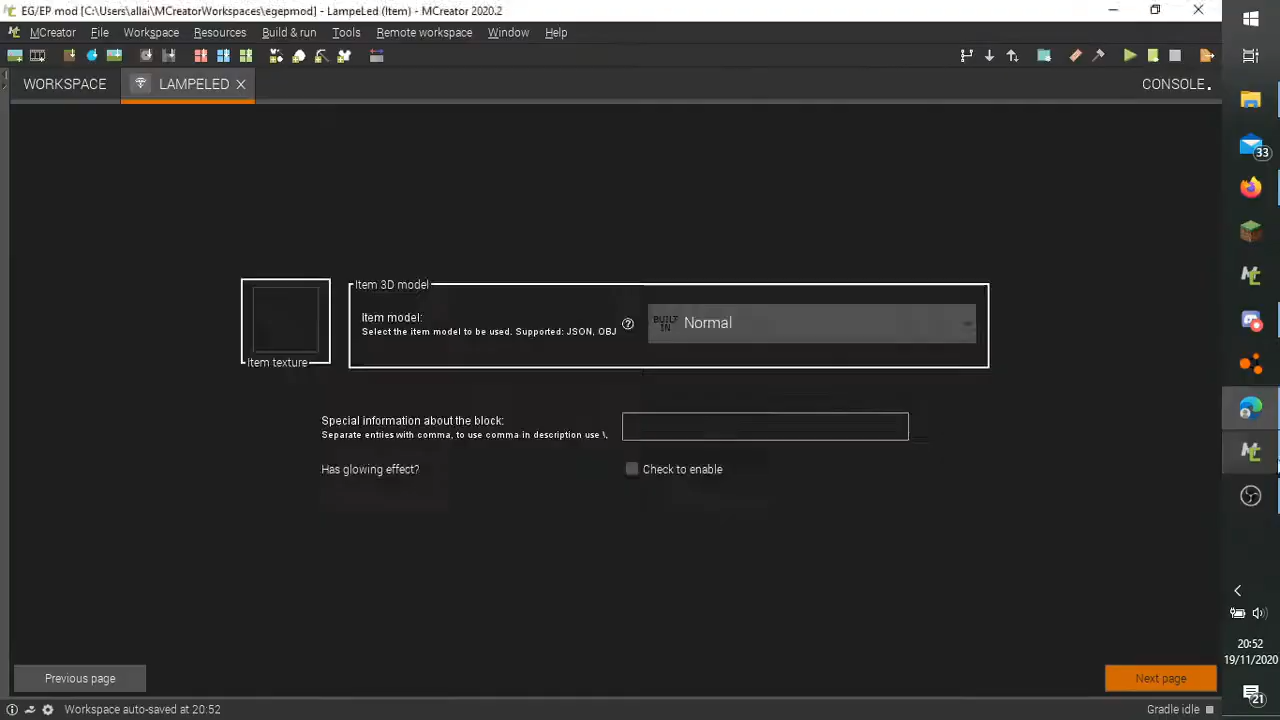 EG/EP mod [C:\Users\allai\MCreatorWorkspaces\egepmod] - LampeLed (Item) - MCreator 2020.2
MCreator File Workspace Resources Build & run Tools Remote workspace Window Help
WORKSPACE LAMPELED CONSOLE
33
Item 3D model
Item model:
Select the item model to be used. Supported: JSON, OBJ
BUILT IN Normal
Item texture
Special information about the block:
Separate entries with comma, to use comma in description use \,
Has glowing effect? Check to enable
Previous page Next page
20:52
19/11/2020
21
Workspace auto-saved at 20:52 Gradle idle